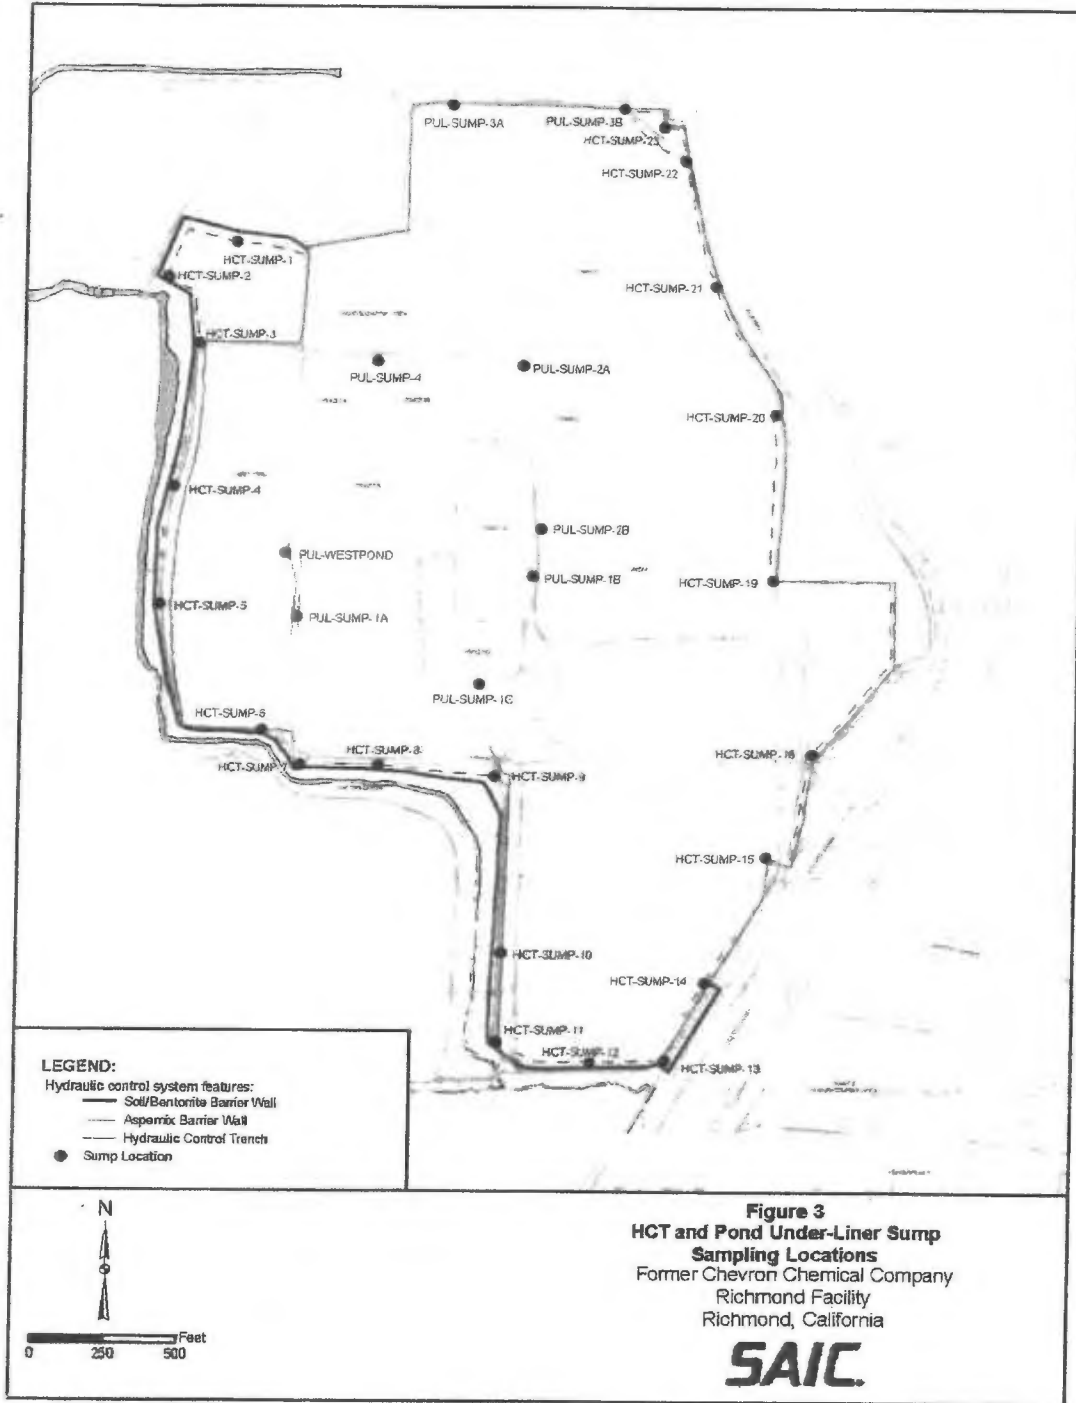 PUL-SUMP-3A
PUL-SUMP-3B
HCT-SUMP-23
HCT-SUMP-22
HCT-SUMP-1
HCT-SUMP-2
HCT-SUMP-21
HCT-SUMP-3
PUL-SUMP-4
PUL-SUMP-2A
HCT-SUMP-20
HCT-SUMP-4
PUL-SUMP-2B
PUL-WESTPOND
PUL-SUMP-1B
HCT-SUMP-19
HCT-SUMP-5
PUL-SUMP-1A
PUL-SUMP-1C
HCT-SUMP-6
HCT-SUMP-7
HCT-SUMP-8
HCT-SUMP-9
HCT-SUMP-16
HCT-SUMP-15
HCT-SUMP-10
HCT-SUMP-14
HCT-SUMP-11
HCT-SUMP-12
HCT-SUMP-13
LEGEND:
Hydraulic control system features:
Soil/Bentonite Barrier Wall
Aspemix Barrier Wall
Hydraulic Control Trench
Sump Location
N
Feet
0 250 500
Figure 3
HCT and Pond Under-Liner Sump
Sampling Locations
Former Chevron Chemical Company
Richmond Facility
Richmond, California
SAIC.